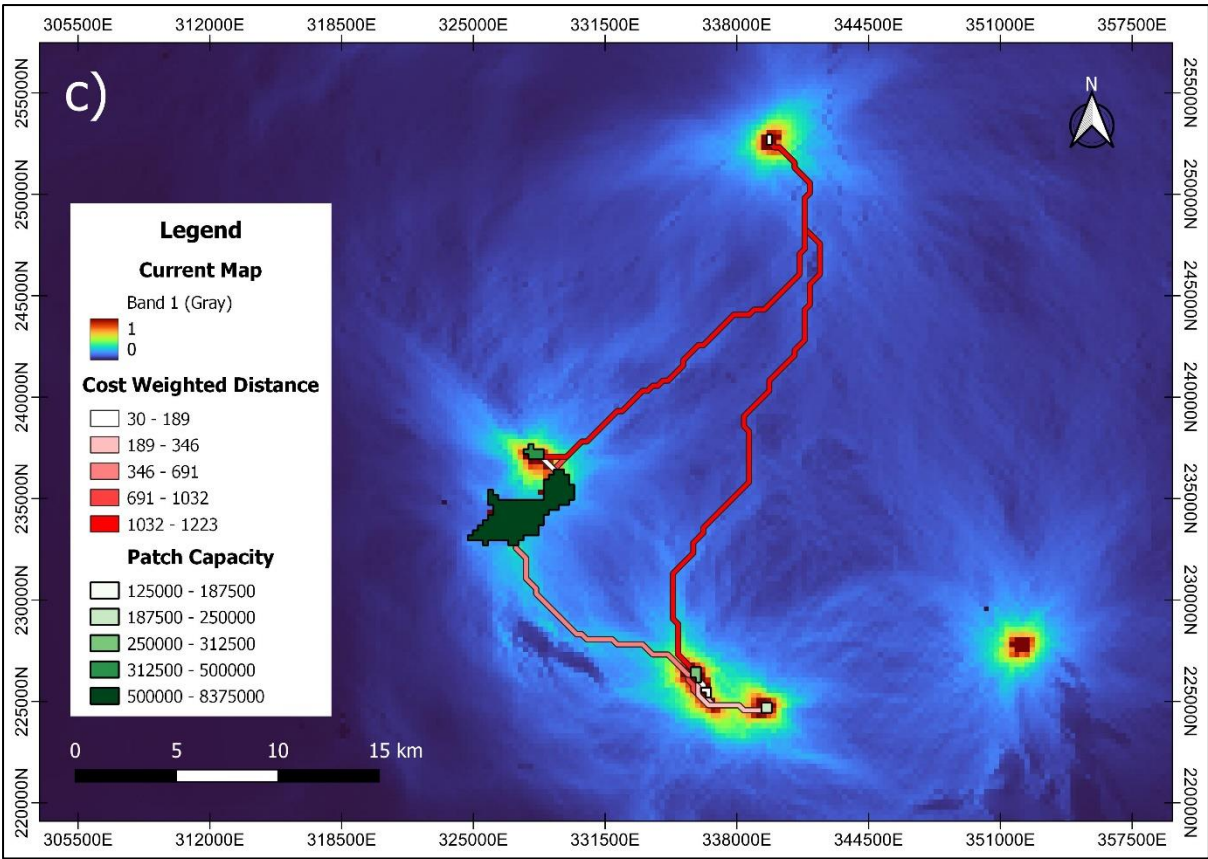 305500E 312000E 318500E 325000E 331500E 338000E 344500E 351000E 357500E
c)
N
255000N 255000N
250000N 250000N
245000N 245000N
240000N 240000N
235000N 235000N
230000N 230000N
225000N 225000N
220000N 220000N
Legend
Current Map
Band 1 (Gray)
1
0
Cost Weighted Distance
30 - 189
189 - 346
346 - 691
691 - 1032
1032 - 1223
Patch Capacity
125000 - 187500
187500 - 250000
250000 - 312500
312500 - 500000
500000 - 8375000
0 5 10 15 km
305500E 312000E 318500E 325000E 331500E 338000E 344500E 351000E 357500E